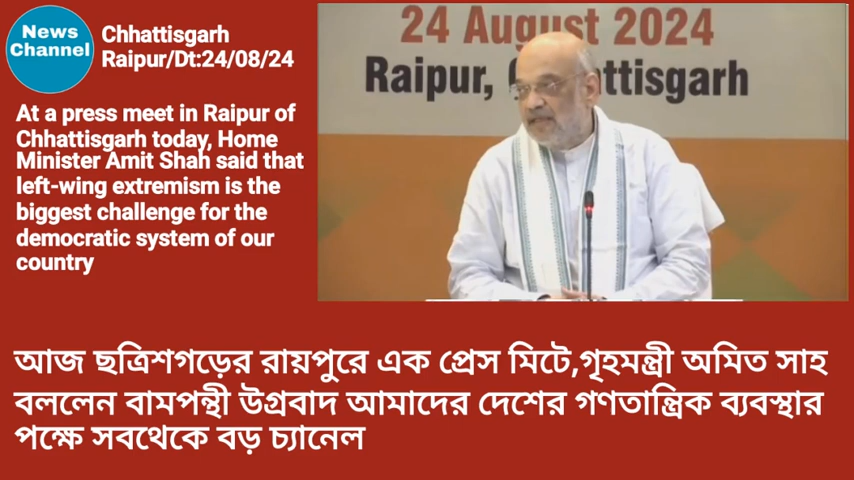 News
Channel
Chhattisgarh
Raipur/Dt:24/08/24
At a press meet in Raipur of
Chhattisgarh today, Home
Minister Amit Shah said that
left-wing extremism is the
biggest challenge for the
democratic system of our
country
24 August 2024
Raipur, ttisgarh
আজ ছত্রিশগড়ের রায়পুরে এক প্রেস মিটে,গৃহমন্ত্রী অমিত সাহ
বললেন বামপন্থী উগ্রবাদ আমাদের দেশের গণতান্ত্রিক ব্যবস্থার
পক্ষে সবথেকে বড় চ্যানেল